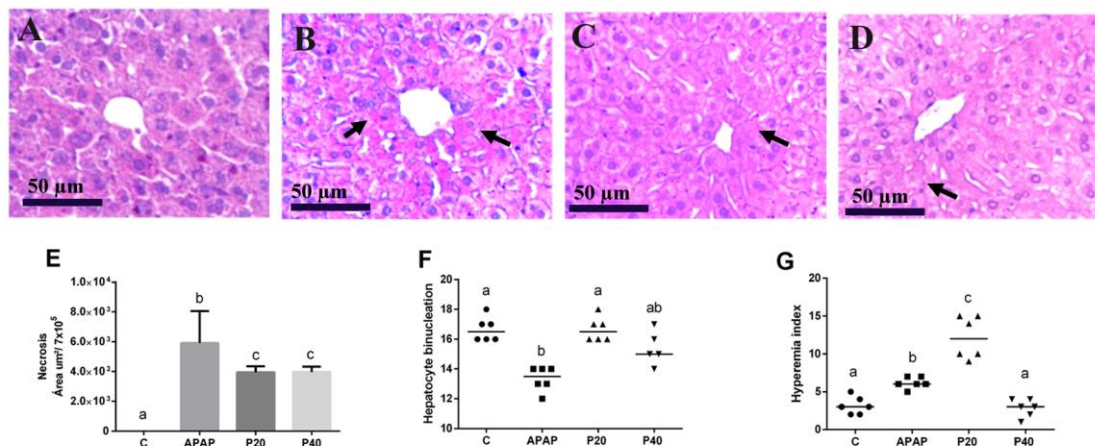 A
B
C
D
50 µm
50 µm
50 µm
50 µm
E
Necrosis
Área um²/ 7x10⁵
1.0×10⁴
8.0×10³
6.0×10³
4.0×10³
2.0×10³
0
a
b
c
c
C
APAP
P20
P40
F
Hepatocyte binucleation
20
18
16
14
12
10
a
b
a
ab
C
APAP
P20
P40
G
Hyperemia index
20
15
10
5
0
a
b
c
a
C
APAP
P20
P40